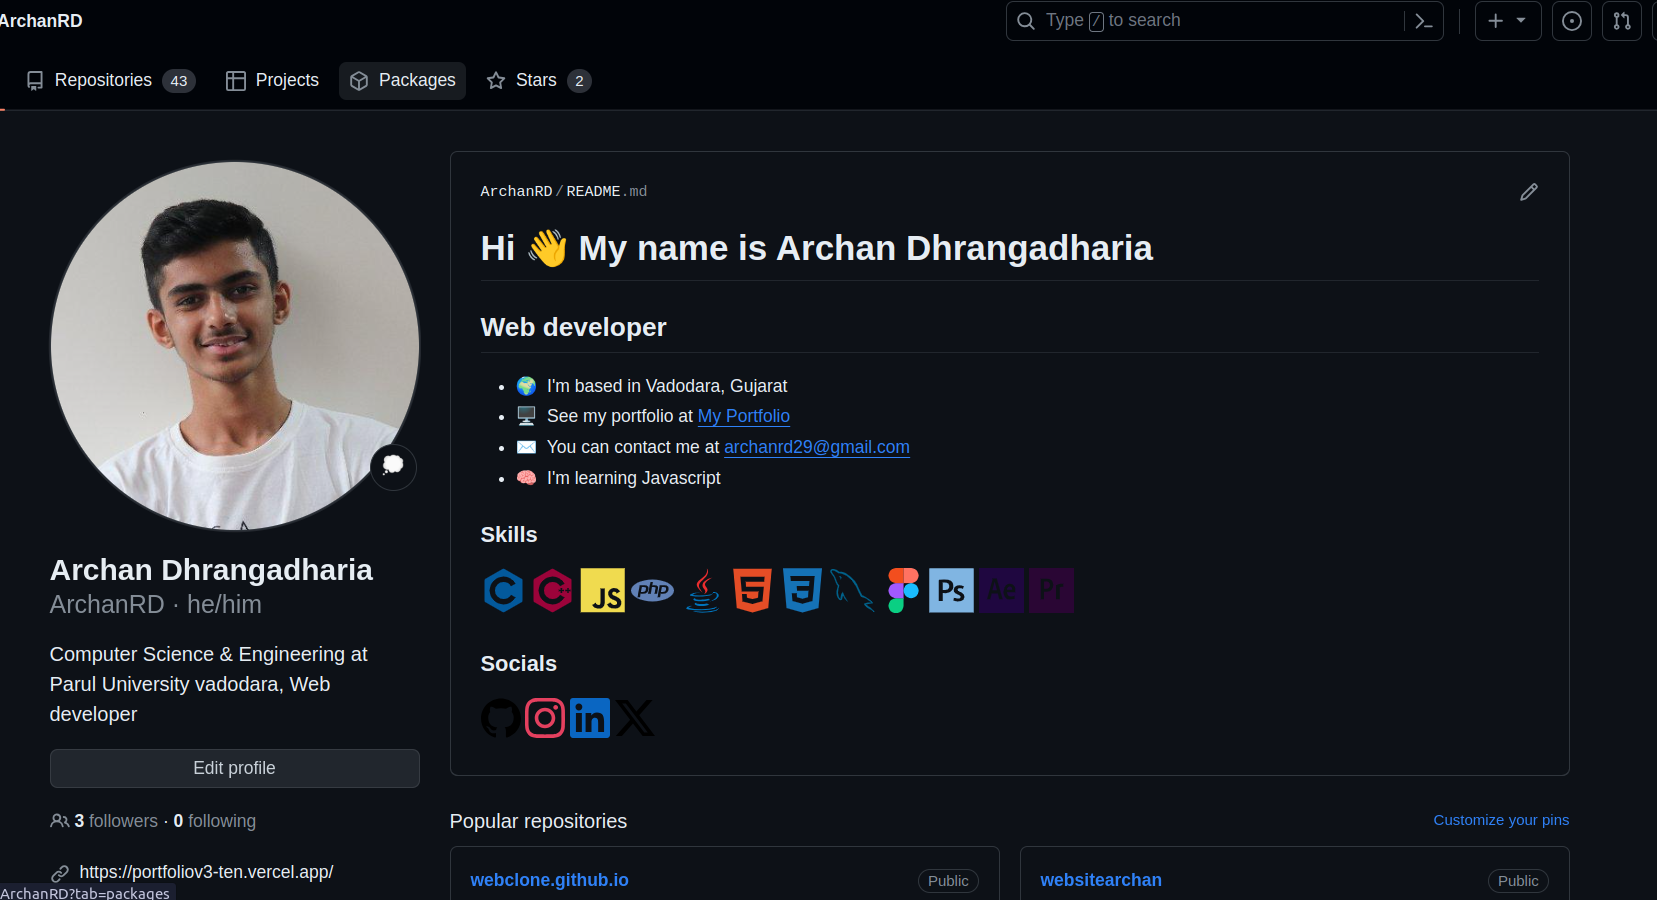 ArchanRD
Type / to search
Repositories 43 Projects Packages Stars 2
ArchanRD/README.md
Hi 👋 My name is Archan Dhrangadharia
Web developer
🌍 I'm based in Vadodara, Gujarat
🖥️ See my portfolio at My Portfolio
✉️ You can contact me at archanrd29@gmail.com
🧠 I'm learning Javascript
Skills
C C++ JS php 5 3 Ps Ae Pr
Socials
in X
Archan Dhrangadharia
ArchanRD · he/him
Computer Science & Engineering at
Parul University vadodara, Web
developer
Edit profile
3 followers · 0 following
https://portfoliov3-ten.vercel.app/
ArchanRD?tab=packages
Popular repositories
Customize your pins
webclone.github.io Public
websitearchan Public